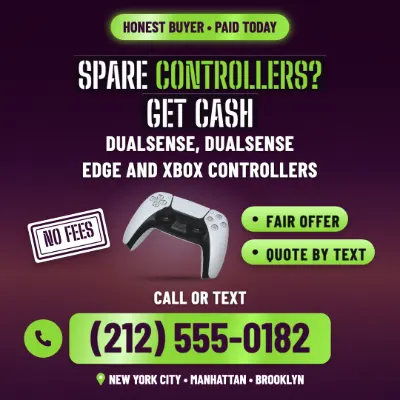 HONEST BUYER • PAID TODAY
SPARE CONTROLLERS?
GET CASH
DUALSENSE, DUALSENSE
EDGE AND XBOX CONTROLLERS
NO FEES
• FAIR OFFER
• QUOTE BY TEXT
CALL OR TEXT
(212) 555-0182
NEW YORK CITY • MANHATTAN • BROOKLYN